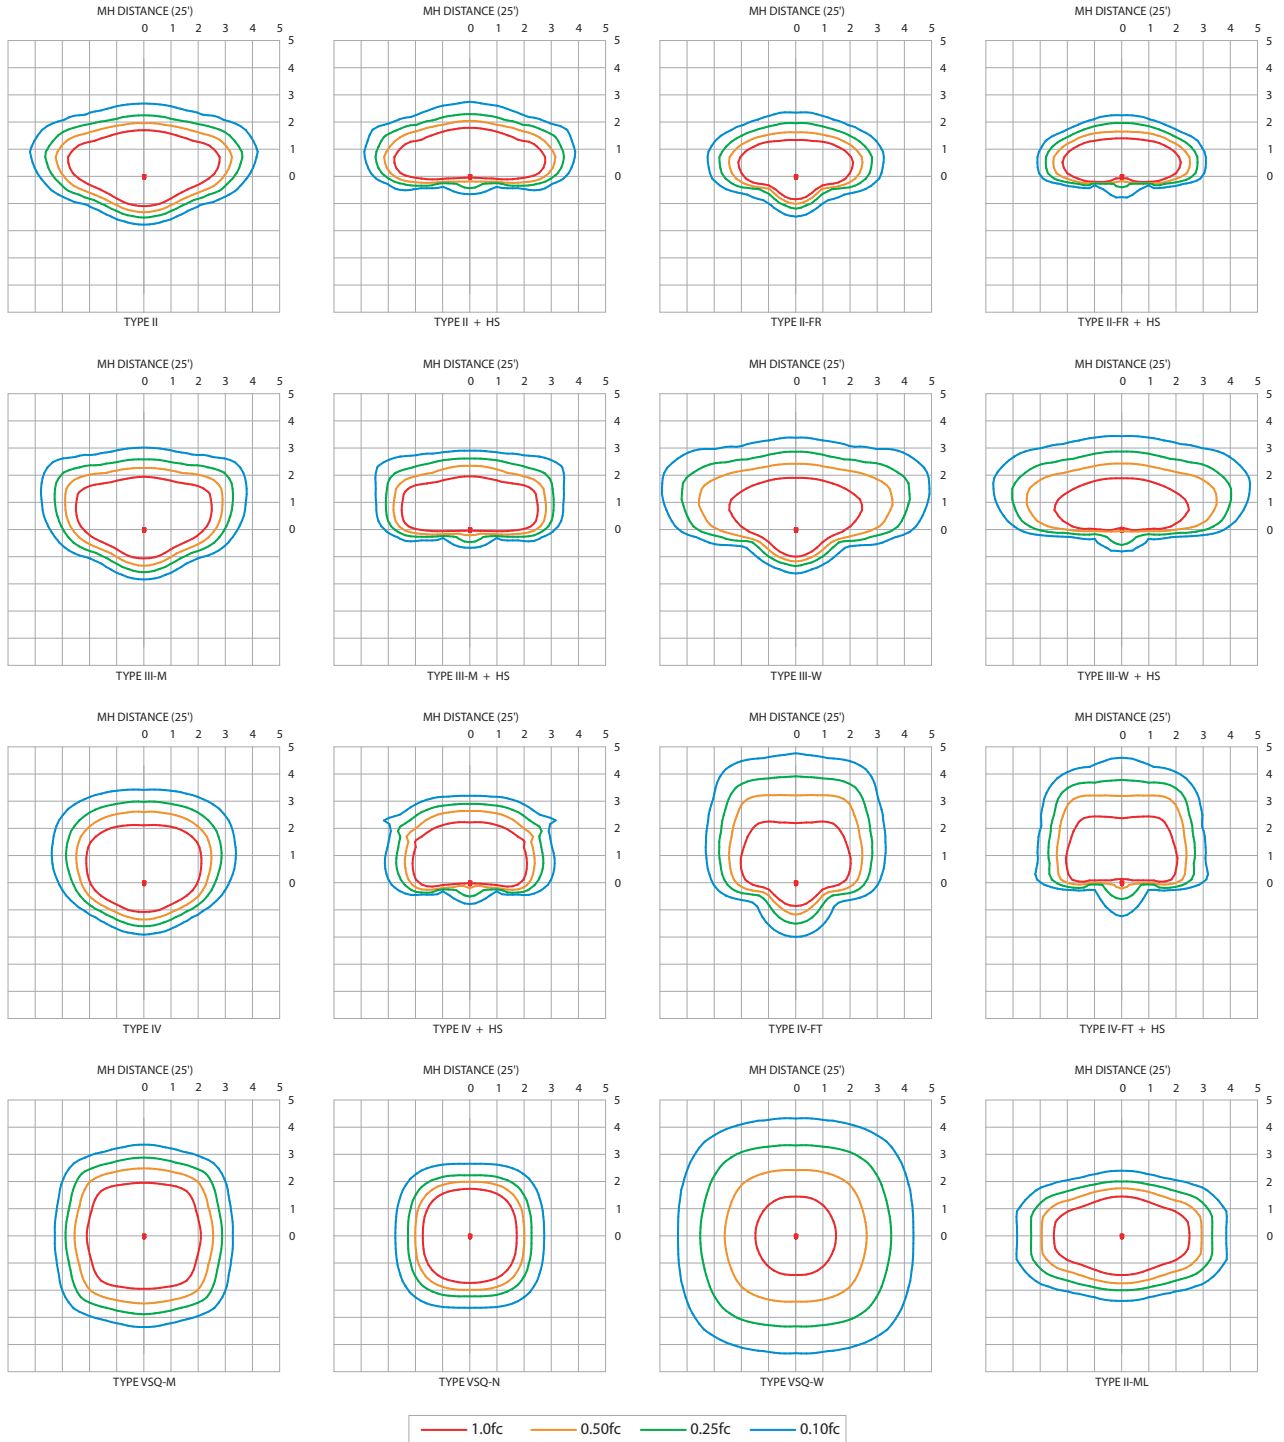 MH DISTANCE (25') MH DISTANCE (25') MH DISTANCE (25') MH DISTANCE (25')
0 1 2 3 4 5 0 1 2 3 4 5 0 1 2 3 4 5 0 1 2 3 4 5
5 5 5 5
4 4 4 4
3 3 3 3
2 2 2 2
1 1 1 1
0 0 0 0
TYPE II TYPE II + HS TYPE II-FR TYPE II-FR + HS
MH DISTANCE (25') MH DISTANCE (25') MH DISTANCE (25') MH DISTANCE (25')
0 1 2 3 4 5 0 1 2 3 4 5 0 1 2 3 4 5 0 1 2 3 4 5
5 5 5 5
4 4 4 4
3 3 3 3
2 2 2 2
1 1 1 1
0 0 0 0
TYPE III-M TYPE III-M + HS TYPE III-W TYPE III-W + HS
MH DISTANCE (25') MH DISTANCE (25') MH DISTANCE (25') MH DISTANCE (25')
0 1 2 3 4 5 0 1 2 3 4 5 0 1 2 3 4 5 0 1 2 3 4 5
5 5 5 5
4 4 4 4
3 3 3 3
2 2 2 2
1 1 1 1
0 0 0 0
TYPE IV TYPE IV + HS TYPE IV-FT TYPE IV-FT + HS
MH DISTANCE (25') MH DISTANCE (25') MH DISTANCE (25') MH DISTANCE (25')
0 1 2 3 4 5 0 1 2 3 4 5 0 1 2 3 4 5 0 1 2 3 4 5
5 5 5 5
4 4 4 4
3 3 3 3
2 2 2 2
1 1 1 1
0 0 0 0
TYPE VSQ-M TYPE VSQ-N TYPE VSQ-W TYPE II-ML
1.0fc 0.50fc 0.25fc 0.10fc